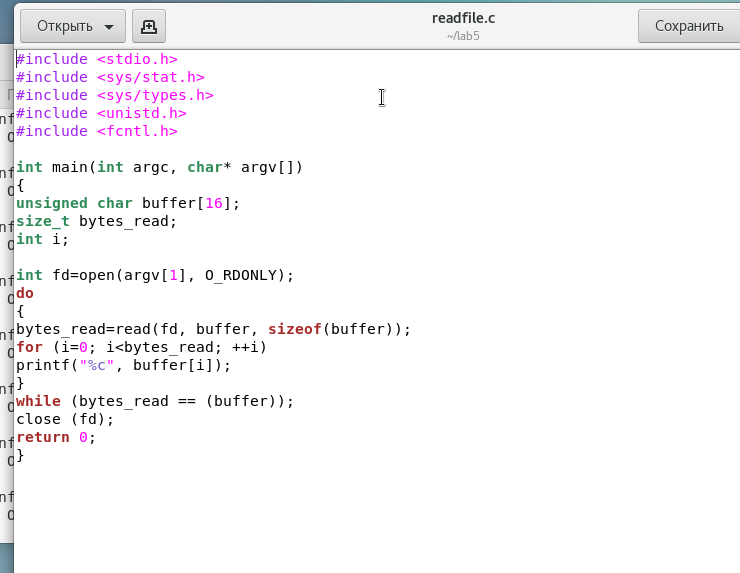 Открыть
readfile.c
~/lab5
Сохранить
#include <stdio.h>
#include <sys/stat.h>
#include <sys/types.h>
#include <unistd.h>
#include <fcntl.h>
int main(int argc, char* argv[])
{
unsigned char buffer[16];
size_t bytes_read;
int i;
int fd=open(argv[1], O_RDONLY);
do
{
bytes_read=read(fd, buffer, sizeof(buffer));
for (i=0; i<bytes_read; ++i)
printf("%c", buffer[i]);
}
while (bytes_read == (buffer));
close (fd);
return 0;
}